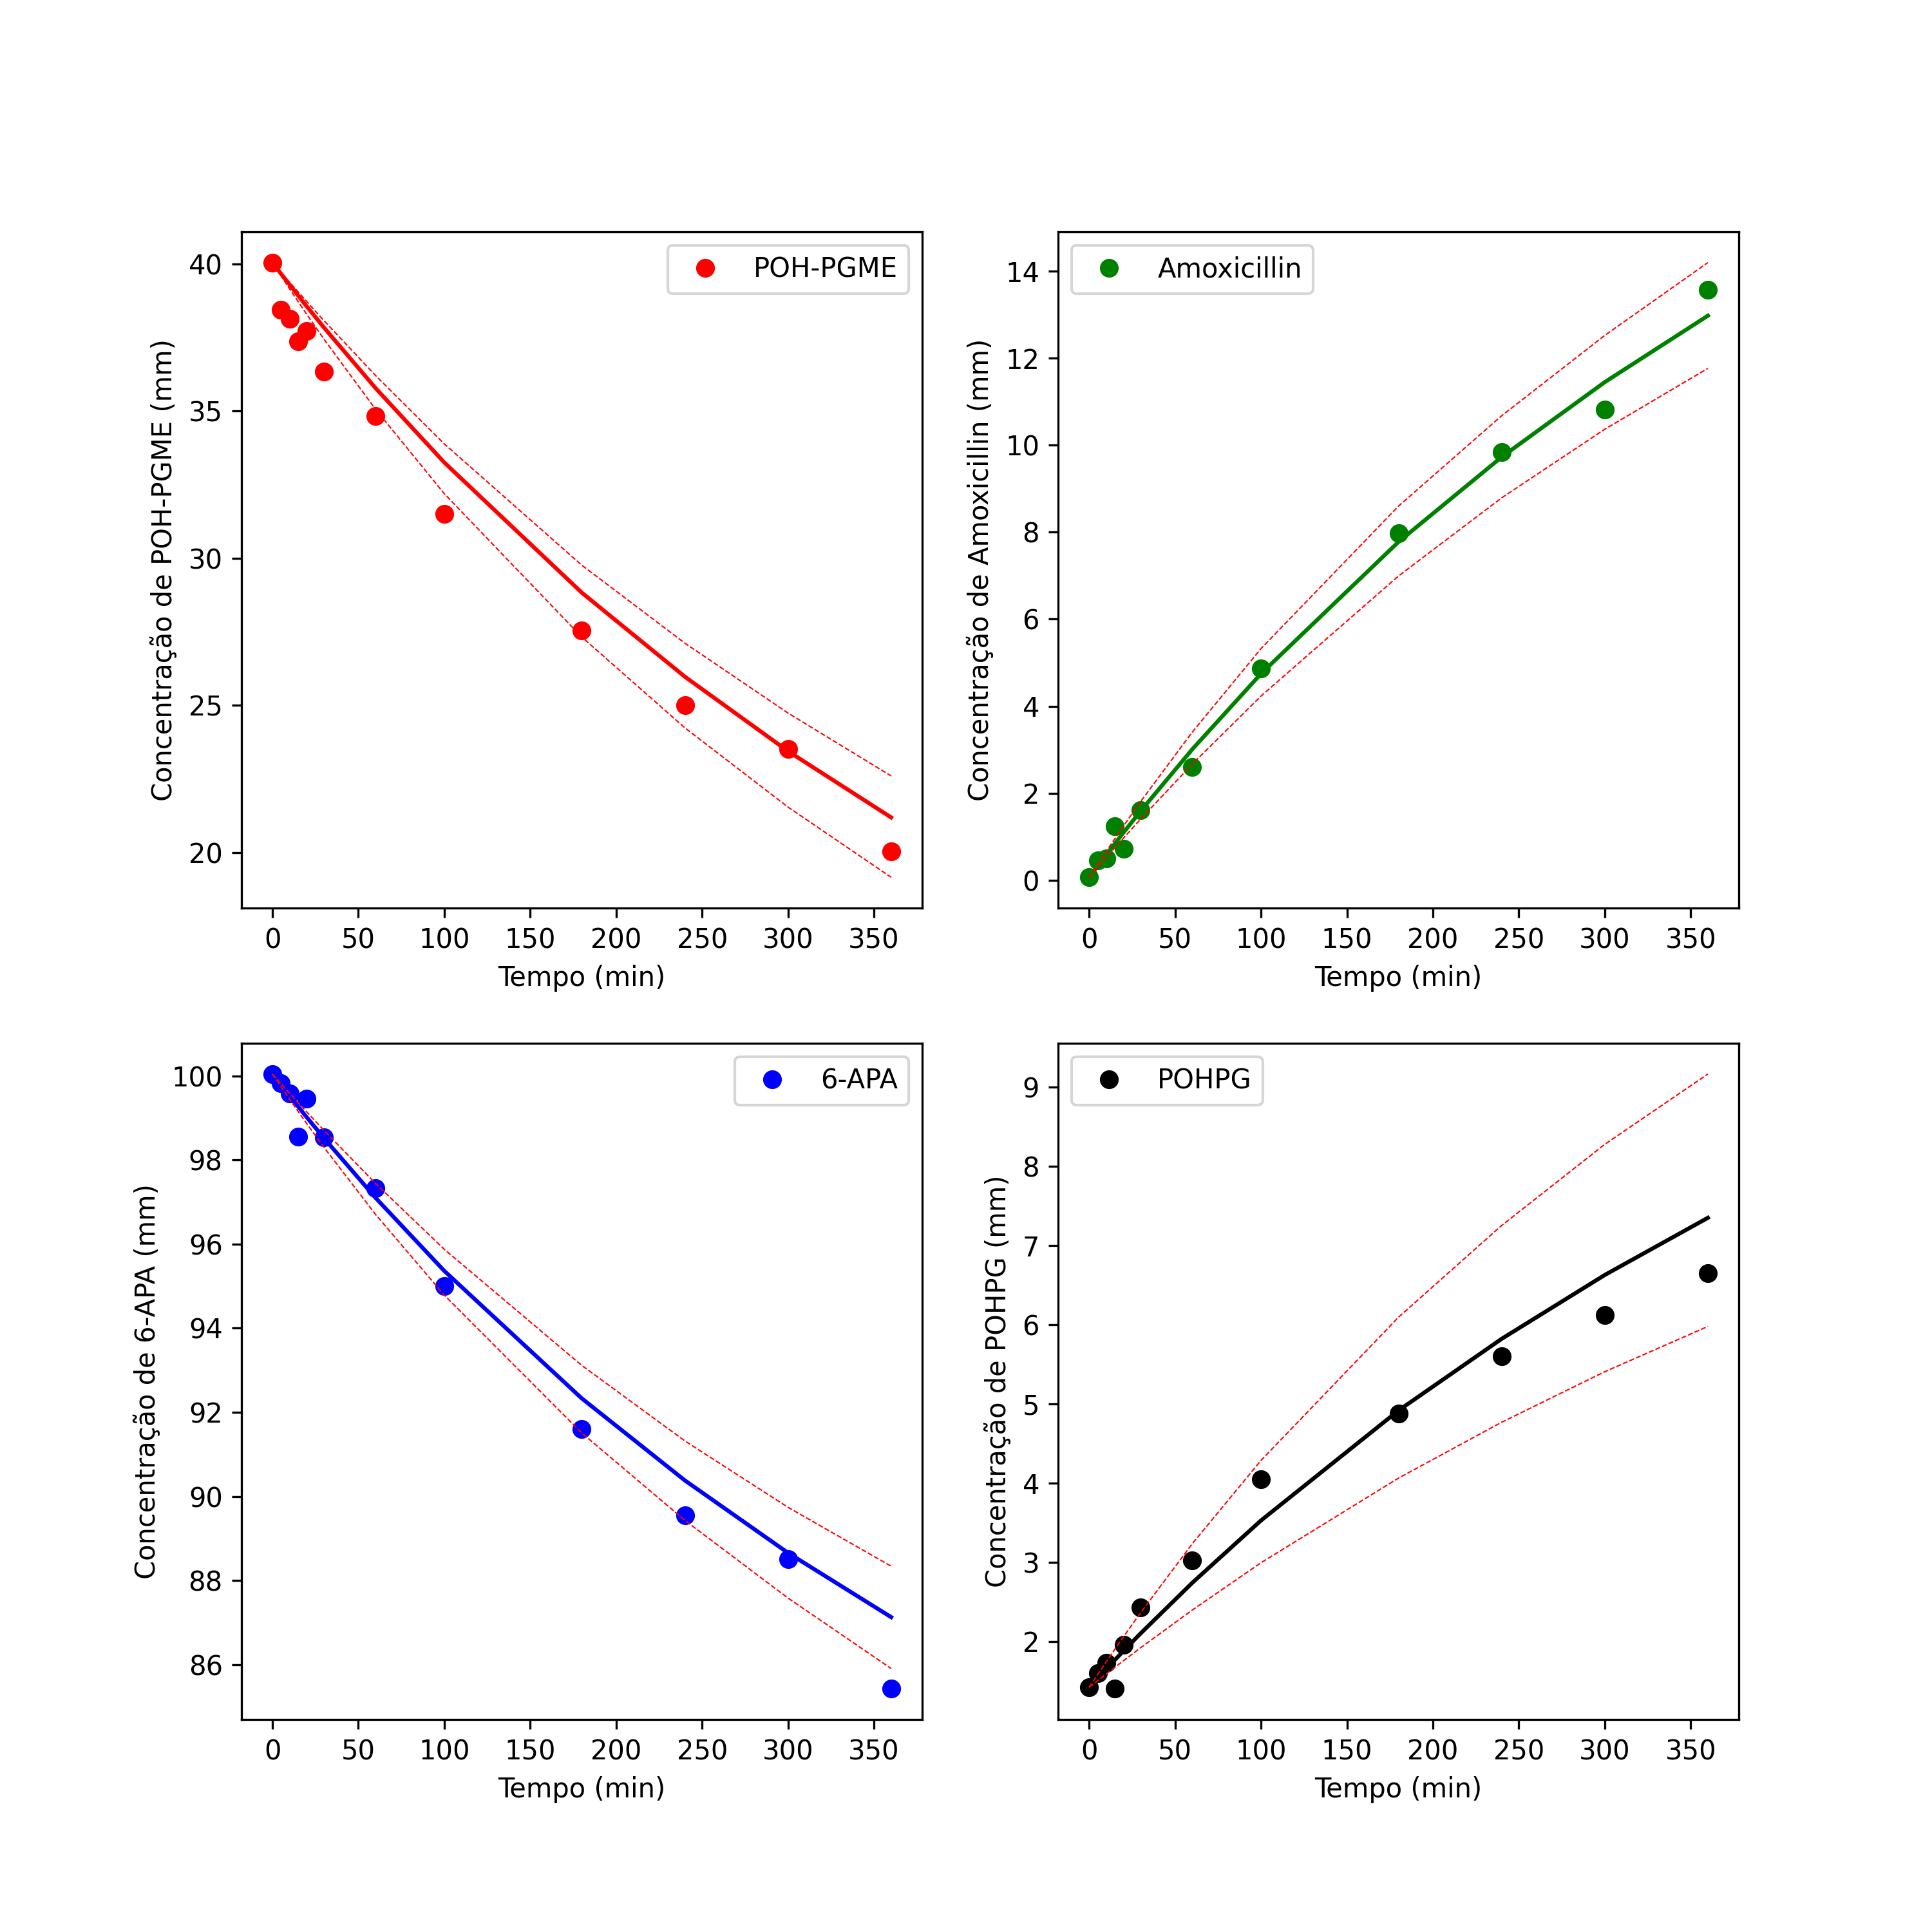 POH-PGME
Concentração de POH-PGME (mm)
40
35
30
25
20
0 50 100 150 200 250 300 350
Tempo (min)
Amoxicillin
Concentração de Amoxicillin (mm)
14
12
10
8
6
4
2
0
0 50 100 150 200 250 300 350
Tempo (min)
6-APA
Concentração de 6-APA (mm)
100
98
96
94
92
90
88
86
0 50 100 150 200 250 300 350
Tempo (min)
POHPG
Concentração de POHPG (mm)
9
8
7
6
5
4
3
2
0 50 100 150 200 250 300 350
Tempo (min)